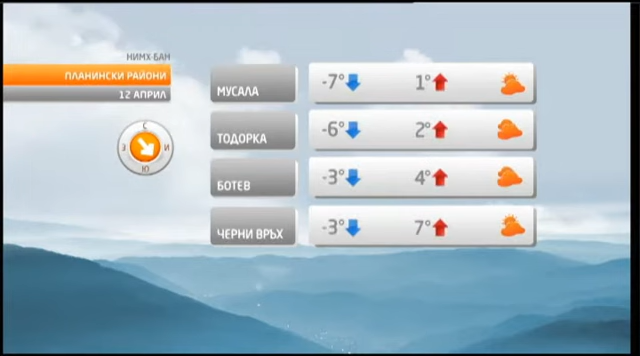 НИМХ-БАН
ПЛАНИНСКИ РАЙОНИ
12 АПРИЛ
С
З И
Ю
МУСАЛА -7° 1°
ТОДОРКА -6° 2°
БОТЕВ -3° 4°
ЧЕРНИ ВРЪХ -3° 7°